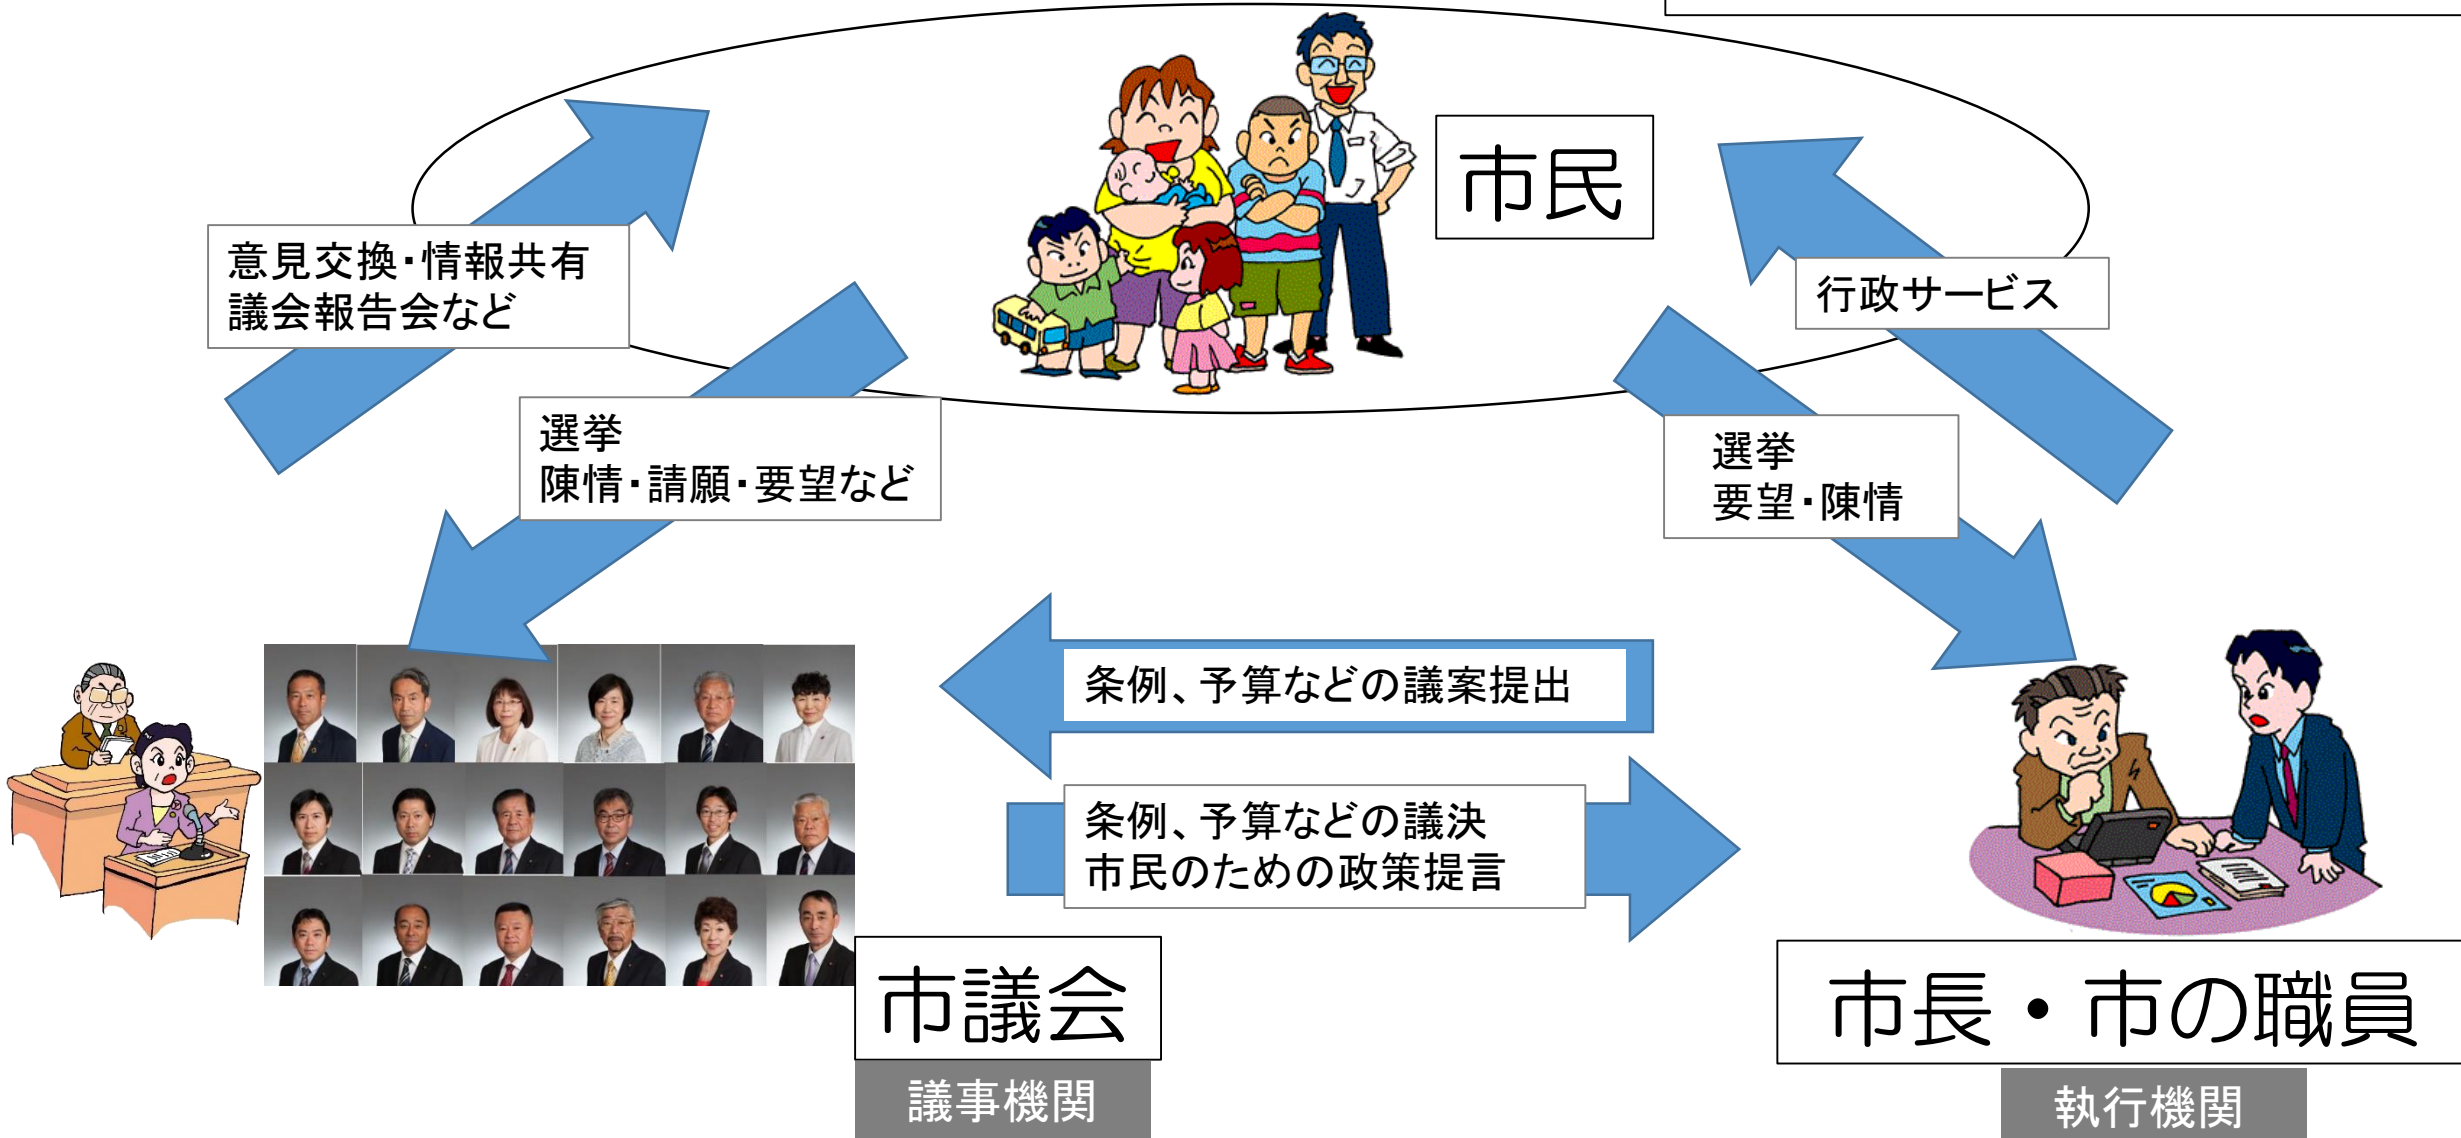 市民
意見交換・情報共有
議会報告会など
行政サービス
選挙
陳情・請願・要望など
選挙
要望・陳情
条例、予算などの議案提出
条例、予算などの議決
市民のための政策提言
市議会
議事機関
市長・市の職員
執行機関